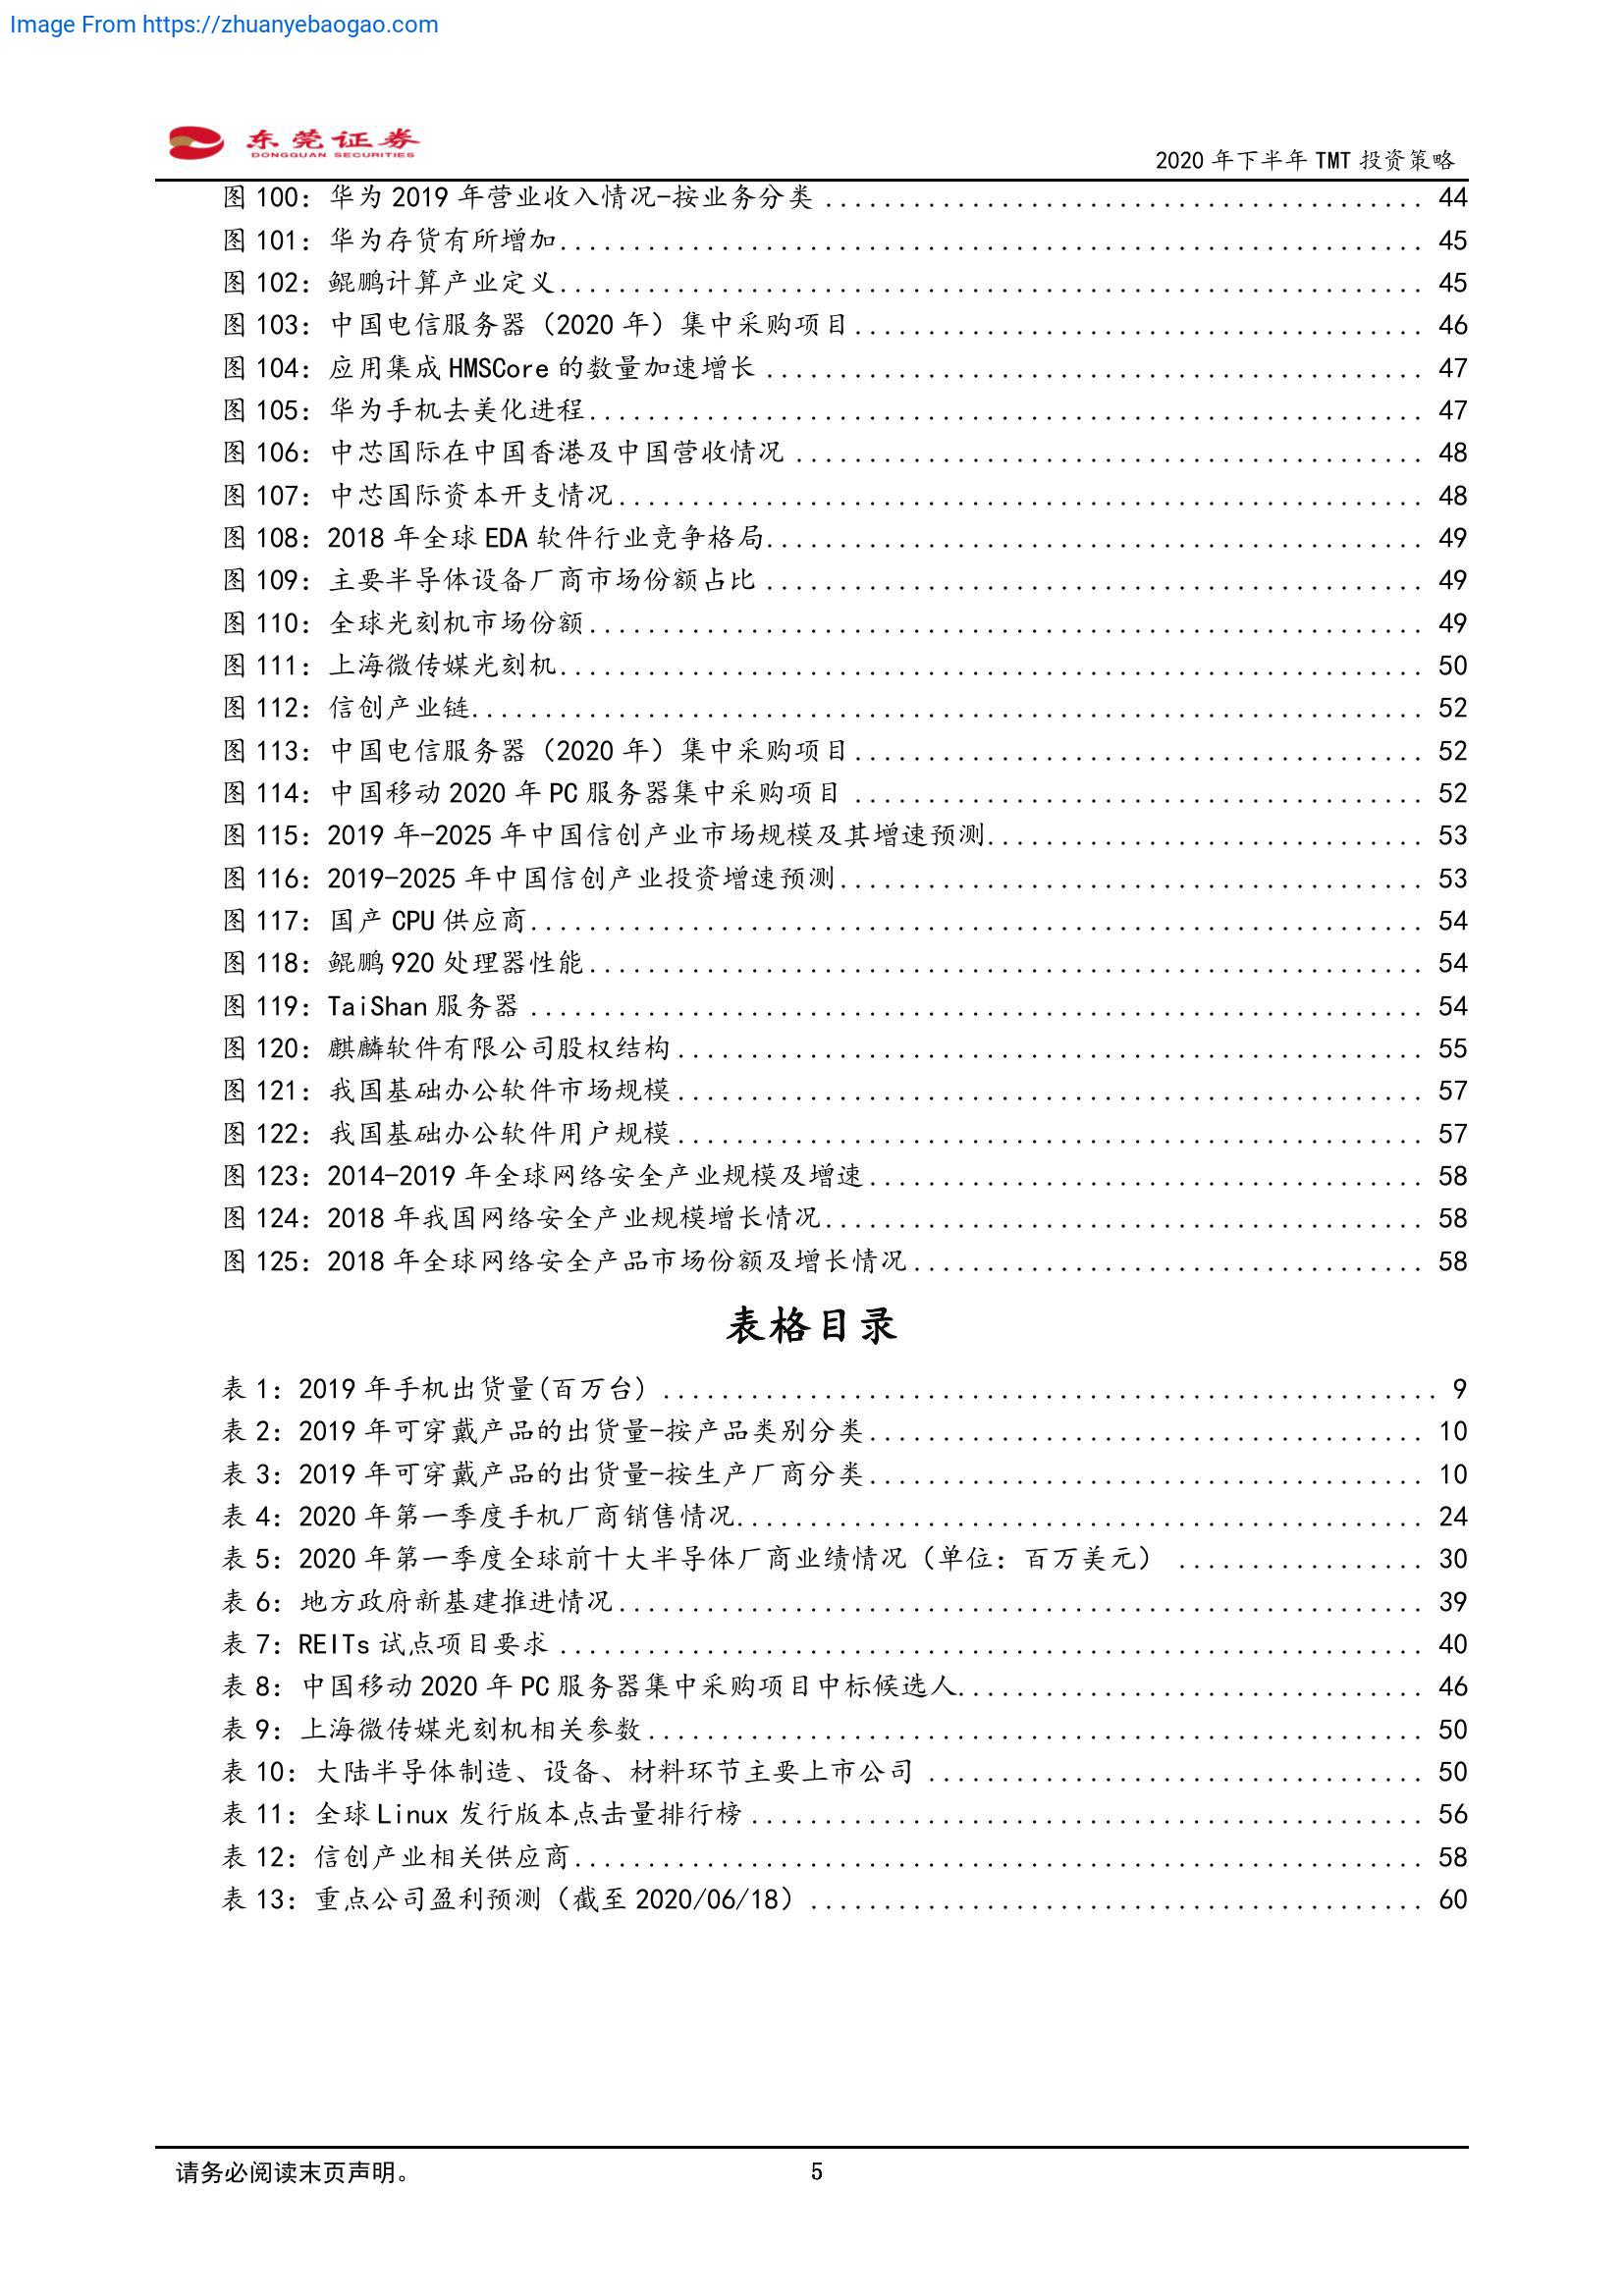 Image From https://zhuanyebaogao.com
东莞证券
DONGGUAN SECURITIES
2020 年下半年 TMT 投资策略
图 100：华为 2019 年营业收入情况-按业务分类 ........................................ 44
图 101：华为存货有所增加........................................................... 45
图 102：鲲鹏计算产业定义........................................................... 45
图 103：中国电信服务器（2020 年）集中采购项目....................................... 46
图 104：应用集成 HMSCore 的数量加速增长 ............................................. 47
图 105：华为手机去美化进程......................................................... 47
图 106：中芯国际在中国香港及中国营收情况 ........................................... 48
图 107：中芯国际资本开支情况....................................................... 48
图 108：2018 年全球 EDA 软件行业竞争格局............................................. 49
图 109：主要半导体设备厂商市场份额占比 ............................................. 49
图 110：全球光刻机市场份额......................................................... 49
图 111：上海微传媒光刻机........................................................... 50
图 112：信创产业链................................................................. 52
图 113：中国电信服务器（2020 年）集中采购项目....................................... 52
图 114：中国移动 2020 年 PC 服务器集中采购项目 ....................................... 52
图 115：2019 年-2025 年中国信创产业市场规模及其增速预测.............................. 53
图 116：2019-2025 年中国信创产业投资增速预测........................................ 53
图 117：国产 CPU 供应商............................................................. 54
图 118：鲲鹏 920 处理器性能......................................................... 54
图 119：TaiShan 服务器 ............................................................. 54
图 120：麒麟软件有限公司股权结构................................................... 55
图 121：我国基础办公软件市场规模................................................... 57
图 122：我国基础办公软件用户规模................................................... 57
图 123：2014-2019 年全球网络安全产业规模及增速...................................... 58
图 124：2018 年我国网络安全产业规模增长情况......................................... 58
图 125：2018 年全球网络安全产品市场份额及增长情况................................... 58
表格目录
表 1：2019 年手机出货量(百万台) ..................................................... 9
表 2：2019 年可穿戴产品的出货量-按产品类别分类...................................... 10
表 3：2019 年可穿戴产品的出货量-按生产厂商分类...................................... 10
表 4：2020 年第一季度手机厂商销售情况............................................... 24
表 5：2020 年第一季度全球前十大半导体厂商业绩情况（单位：百万美元） ................. 30
表 6：地方政府新基建推进情况....................................................... 39
表 7：REITs 试点项目要求 ........................................................... 40
表 8：中国移动 2020 年 PC 服务器集中采购项目中标候选人................................ 46
表 9：上海微传媒光刻机相关参数..................................................... 50
表 10：大陆半导体制造、设备、材料环节主要上市公司 .................................. 50
表 11：全球 Linux 发行版本点击量排行榜 .............................................. 56
表 12：信创产业相关供应商.......................................................... 58
表 13：重点公司盈利预测（截至 2020/06/18）.......................................... 60
请务必阅读末页声明。
5